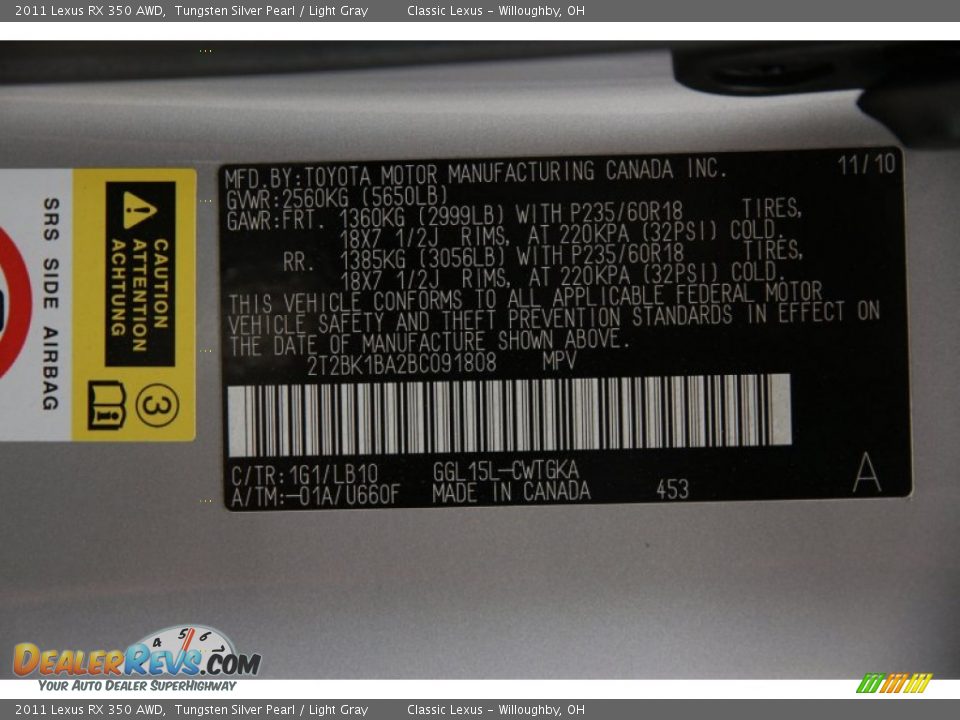 2011 Lexus RX 350 AWD, Tungsten Silver Pearl / Light Gray Classic Lexus - Willoughby, OH
MFD.BY:TOYOTA MOTOR MANUFACTURING CANADA INC. 11/10
GVWR:2560KG (5650LB)
GAWR:FRT. 1360KG (2999LB) WITH P235/60R18 TIRES,
18X7 1/2J RIMS, AT 220KPA (32PSI) COLD.
RR. 1385KG (3056LB) WITH P235/60R18 TIRES,
18X7 1/2J RIMS, AT 220KPA (32PSI) COLD.
THIS VEHICLE CONFORMS TO ALL APPLICABLE FEDERAL MOTOR
VEHICLE SAFETY AND THEFT PREVENTION STANDARDS IN EFFECT ON
THE DATE OF MANUFACTURE SHOWN ABOVE.
2T2BK1BA2BC091808 MPV
C/TR:1G1/LB10 GGL15L-CWTGKA
A/TM:-01A/U660F MADE IN CANADA 453 A
CAUTION
ATTENTION
ACHTUNG
3
SRS SIDE AIRBAG
4 5 6 7
DEALERREVS.COM
YOUR AUTO DEALER SUPERHIGHWAY
2011 Lexus RX 350 AWD, Tungsten Silver Pearl / Light Gray Classic Lexus - Willoughby, OH